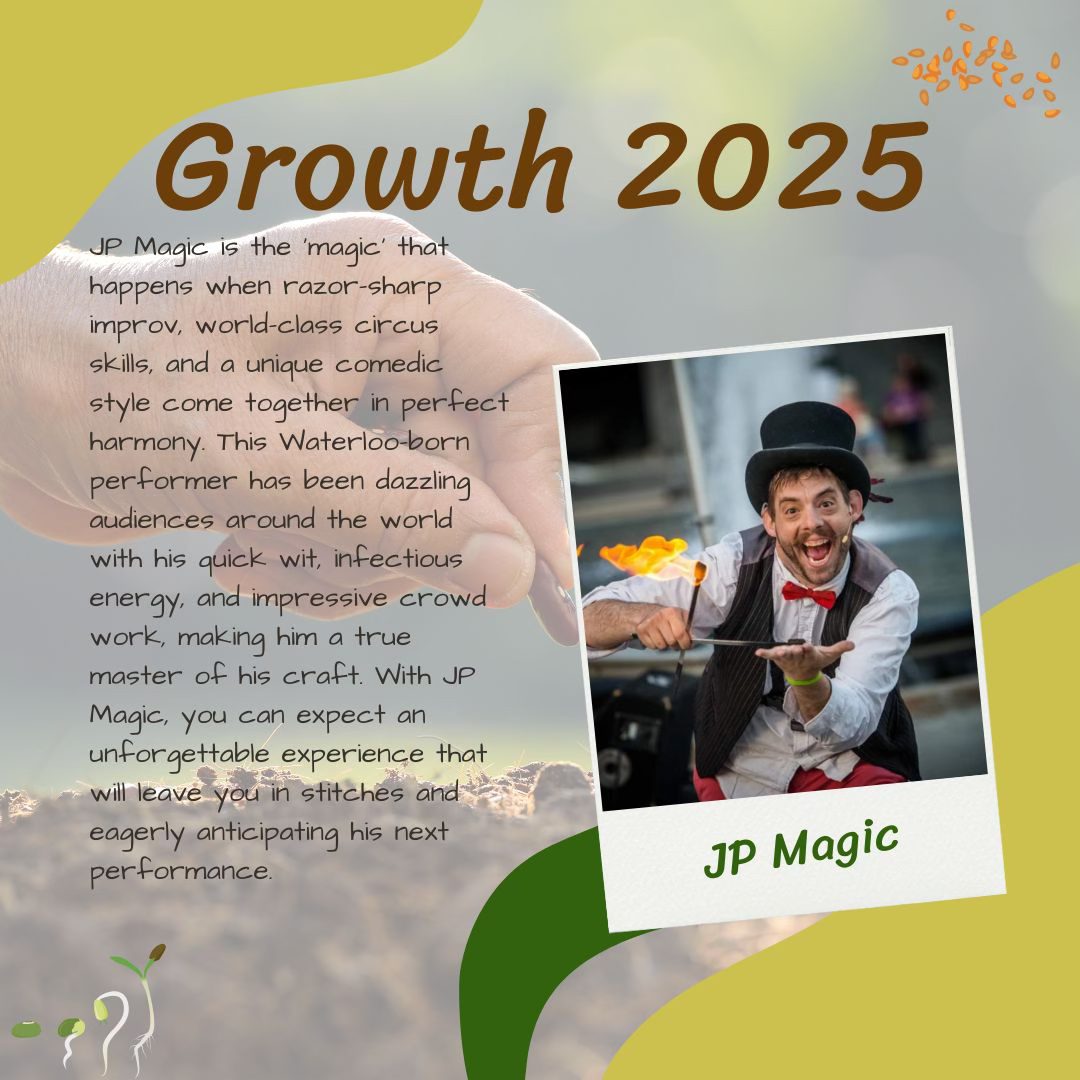 Growth 2025
JP Magic is the 'magic' that
happens when razor-sharp
improv, world-class circus
skills, and a unique comedic
style come together in perfect
harmony. This Waterloo-born
performer has been dazzling
audiences around the world
with his quick wit, infectious
energy, and impressive crowd
work, making him a true
master of his craft. With JP
Magic, you can expect an
unforgettable experience that
will leave you in stitches and
eagerly anticipating his next
performance.
JP Magic